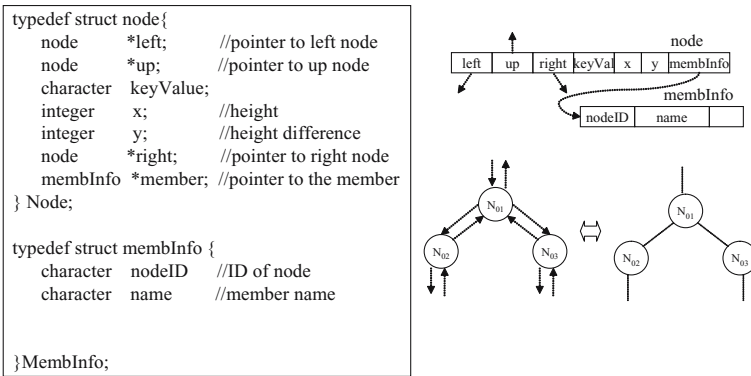 typedef struct node{
node *left; //pointer to left node
node *up; //pointer to up node
character keyValue;
integer x; //height
integer y; //height difference
node *right; //pointer to right node
membInfo *member; //pointer to the member
} Node;
typedef struct membInfo {
character nodeID //ID of node
character name //member name
}MembInfo;
node
left up right keyVal x y membInfo
membInfo
nodeID name
N01
N02
N03
N01
N02
N03